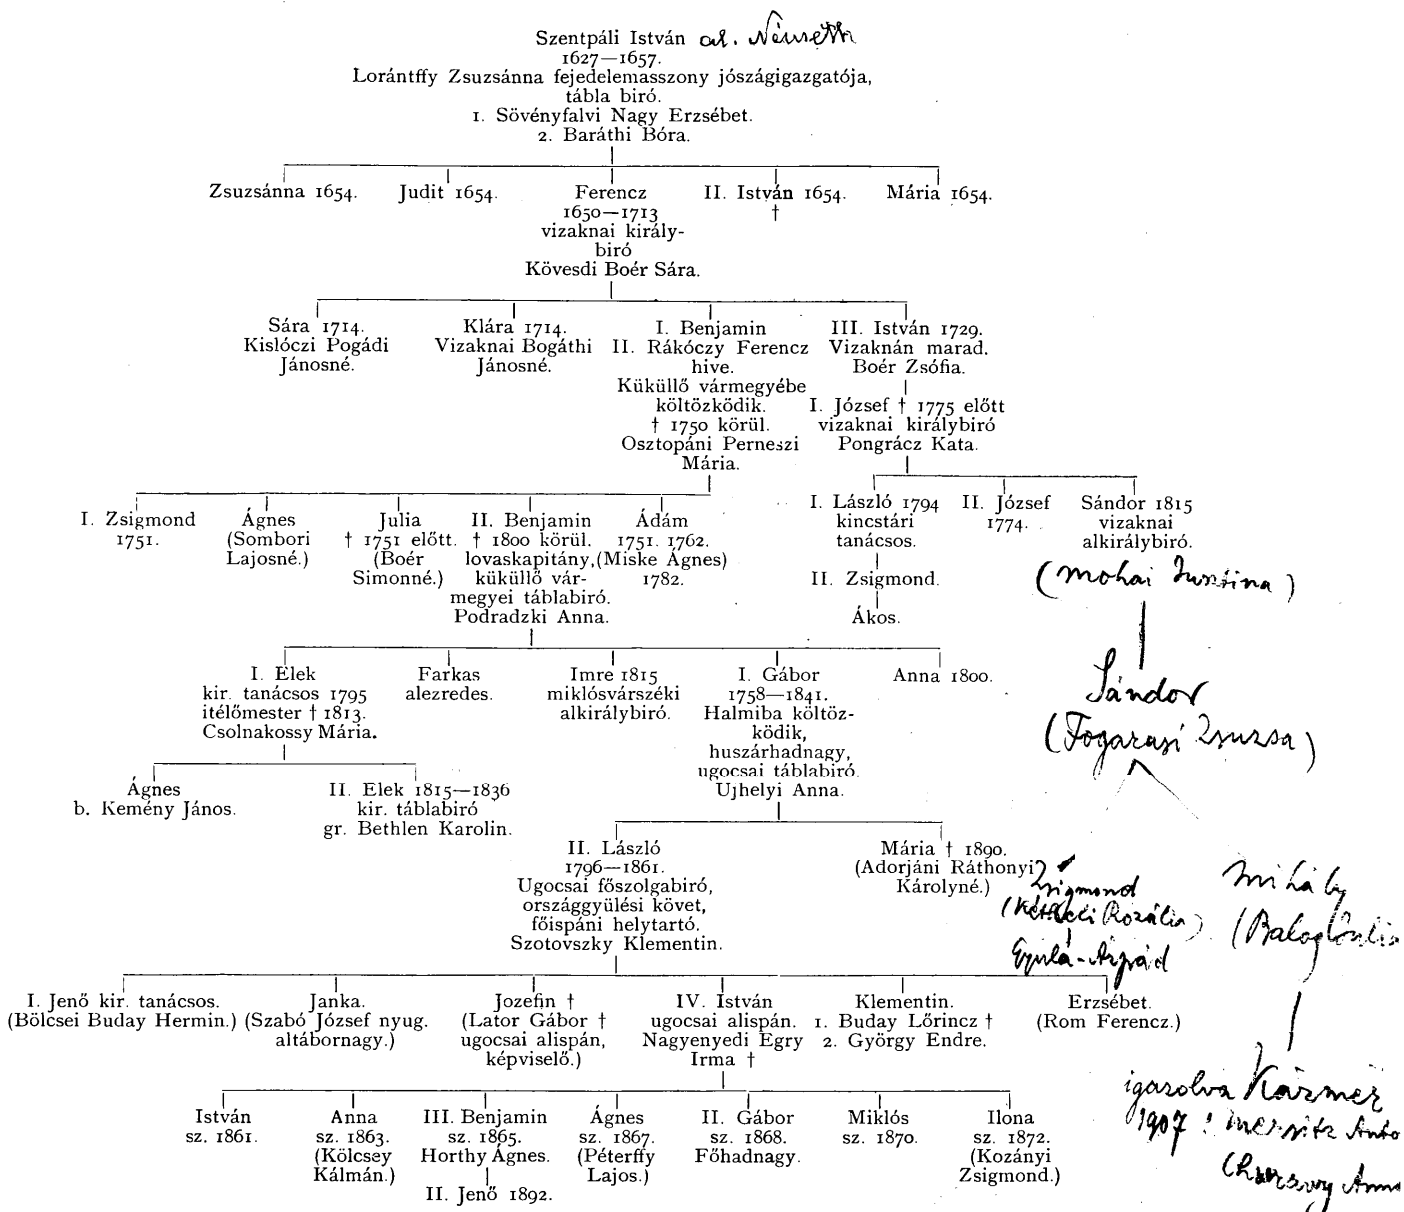 Szentpáli István al. Németh
1627—1657.
Lorántffy Zsuzsánna fejedelemasszony jószágigazgatója,
tábla biró.
1. Sövényfalvi Nagy Erzsébet.
2. Baráthi Bóra.
Zsuzsánna 1654. Judit 1654. Ferencz II. István 1654. Mária 1654.
1650—1713 †
vizaknai király-
biró
Kövesdi Boér Sára.
Sára 1714. Klára 1714. I. Benjamin III. István 1729.
Kislóczi Pogádi Vizaknai Bogáthi II. Rákóczy Ferencz Vizaknán marad.
Jánosné. Jánosné. hive. Boér Zsófia.
Küküllő vármegyébe
költözködik. I. József † 1775 előtt
† 1750 körül. vizaknai királybiró
Osztopáni Perneszi Pongrácz Kata.
Mária.
I. László 1794 II. József Sándor 1815
I. Zsigmond Ágnes Julia II. Benjamin Ádám kincstári 1774. vizaknai
1751. (Sombori † 1751 előtt. † 1800 körül. 1751. 1762. tanácsos. alkirálybiró.
Lajosné.) (Boér lovaskapitány, (Miske Ágnes)
Simonné.) küküllő vár- 1782. II. Zsigmond. (Mohai Jusztina)
megyei táblabiró.
Podradzki Anna. Ákos.
I. Elek Farkas Imre 1815 I. Gábor Anna 1800. Sándor
kir. tanácsos 1795 alezredes. miklósvárszéki 1758—1841.
itélőmester † 1813. alkirálybiró. Halmiba költöz-
Csolnakossy Mária. ködik, (Fogarasi Zsuzsa)
huszárhadnagy,
ugocsai táblabiró.
Ágnes II. Elek 1815—1836 Ujhelyi Anna.
b. Kemény János. kir. táblabiró
gr. Bethlen Karolin.
II. László Mária † 1890.
1796—1861. (Adorjáni Ráthonyi
Ugocsai főszolgabiró, Károlyné.) Zsigmond Mihály
országgyülési követ, Rozália)
főispáni helytartó.
Szotovszky Klementin. Gyula-Árpád
I. Jenő kir. tanácsos. Janka. Jozefin † IV. István Klementin. Erzsébet.
(Bölcsei Buday Hermin.) (Szabó József nyug. (Lator Gábor † ugocsai alispán. 1. Buday Lőrincz † (Rom Ferencz.)
altábornagy.) ugocsai alispán, Nagyenyedi Egry 2. György Endre.
képviselő.) Irma †
igazolva Kázmér
István Anna III. Benjamin Ágnes II. Gábor Miklós Ilona 1907
sz. 1861. sz. 1863. sz. 1865. sz. 1867. sz. 1868. sz. 1870. sz. 1872.
(Kölcsey Horthy Ágnes. (Péterffy Főhadnagy. (Kozányi
Kálmán.) Lajos.) Zsigmond.)
II. Jenő 1892.